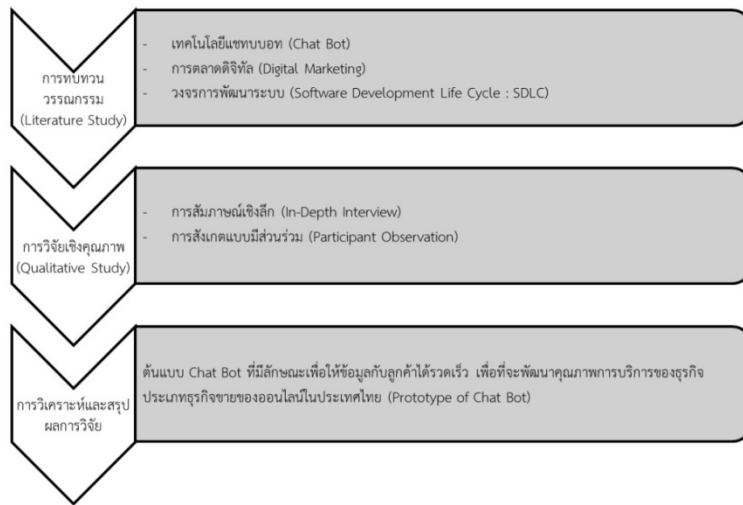 การทบทวน
วรรณกรรม
(Literature Study)
- เทคโนโลยีแชทบบอท (Chat Bot)
- การตลาดดิจิทัล (Digital Marketing)
- วงจรการพัฒนาระบบ (Software Development Life Cycle : SDLC)
การวิจัยเชิงคุณภาพ
(Qualitative Study)
- การสัมภาษณ์เชิงลึก (In-Depth Interview)
- การสังเกตแบบมีส่วนร่วม (Participant Observation)
การวิเคราะห์และสรุป
ผลการวิจัย
ต้นแบบ Chat Bot ที่มีลักษณะเพื่อให้ข้อมูลกับลูกค้าได้รวดเร็ว เพื่อที่จะพัฒนาคุณภาพการบริการของธุรกิจ
ประเภทธุรกิจขายของออนไลน์ในประเทศไทย (Prototype of Chat Bot)